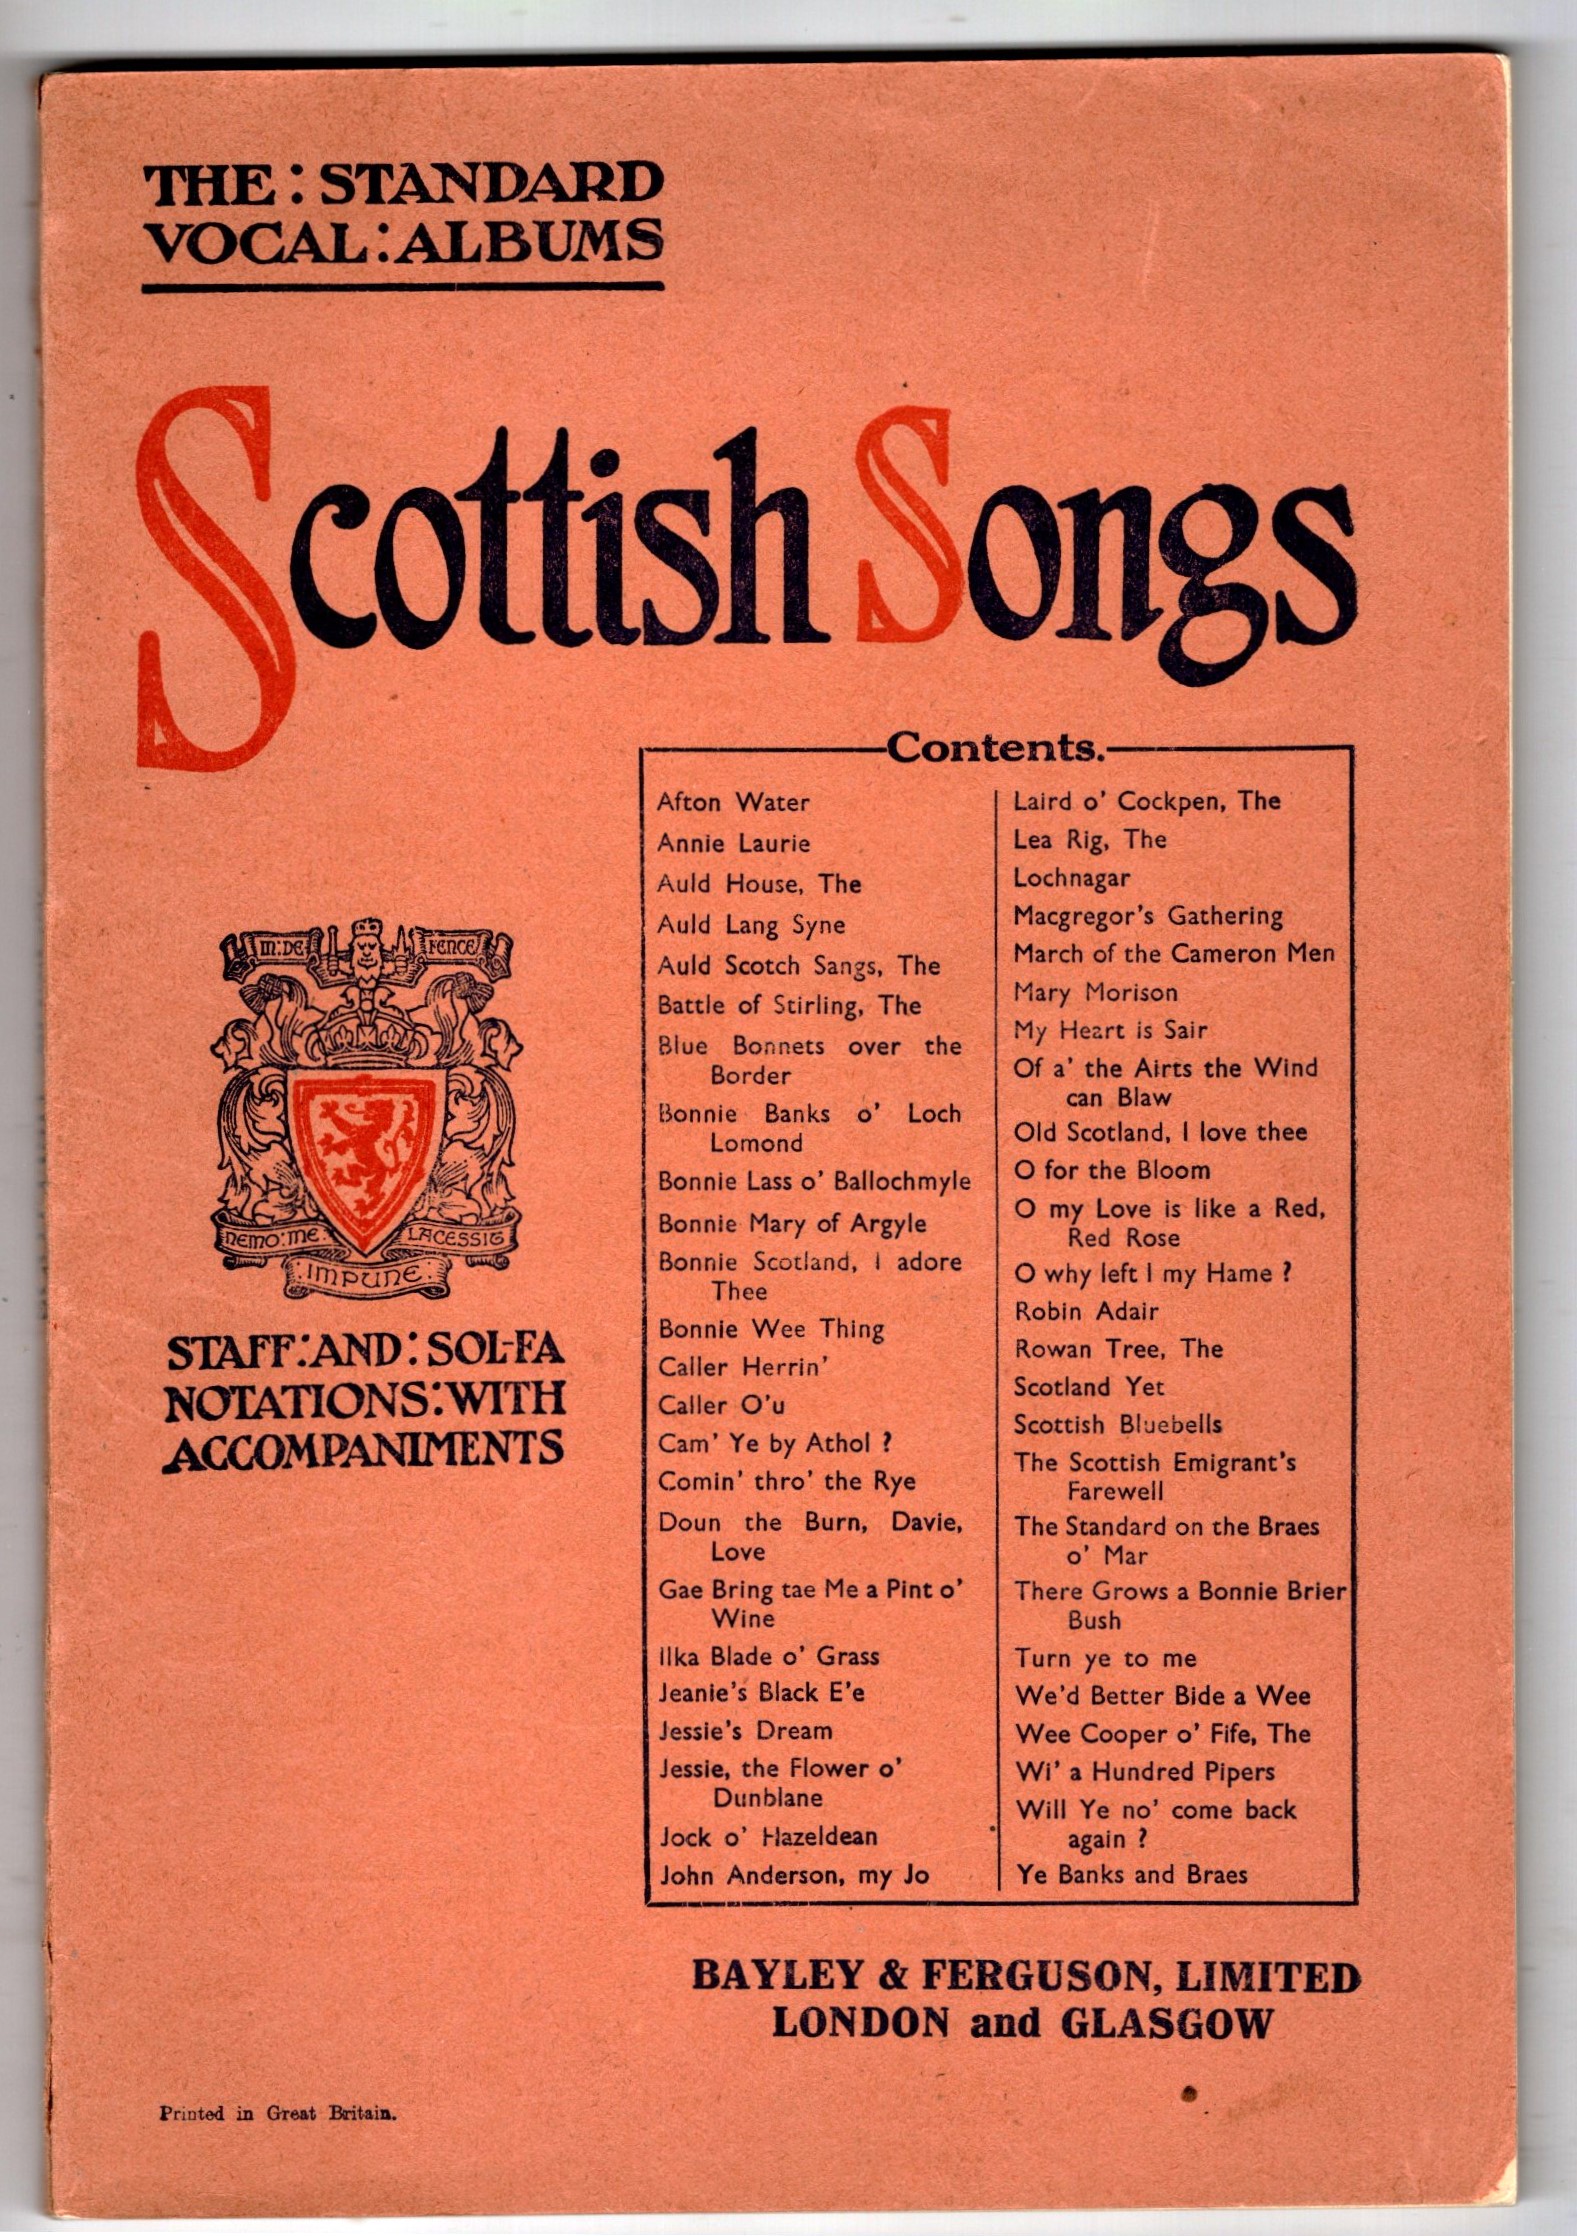 THE : STANDARD
VOCAL : ALBUMS
Scottish Songs
IN : DE
FENCE
NEMO : ME
LACESSIT
IMPUNE
STAFF : AND : SOL-FA
NOTATIONS : WITH
ACCOMPANIMENTS
Contents.
Afton Water
Annie Laurie
Auld House, The
Auld Lang Syne
Auld Scotch Sangs, The
Battle of Stirling, The
Blue Bonnets over the
Border
Bonnie Banks o' Loch
Lomond
Bonnie Lass o' Ballochmyle
Bonnie Mary of Argyle
Bonnie Scotland, I adore
Thee
Bonnie Wee Thing
Caller Herrin'
Caller O'u
Cam' Ye by Athol ?
Comin' thro' the Rye
Doun the Burn, Davie,
Love
Gae Bring tae Me a Pint o'
Wine
Ilka Blade o' Grass
Jeanie's Black E'e
Jessie's Dream
Jessie, the Flower o'
Dunblane
Jock o' Hazeldean
John Anderson, my Jo
Laird o' Cockpen, The
Lea Rig, The
Lochnagar
Macgregor's Gathering
March of the Cameron Men
Mary Morison
My Heart is Sair
Of a' the Airts the Wind
can Blaw
Old Scotland, I love thee
O for the Bloom
O my Love is like a Red,
Red Rose
O why left I my Hame ?
Robin Adair
Rowan Tree, The
Scotland Yet
Scottish Bluebells
The Scottish Emigrant's
Farewell
The Standard on the Braes
o' Mar
There Grows a Bonnie Brier
Bush
Turn ye to me
We'd Better Bide a Wee
Wee Cooper o' Fife, The
Wi' a Hundred Pipers
Will Ye no' come back
again ?
Ye Banks and Braes
BAYLEY & FERGUSON, LIMITED
LONDON and GLASGOW
Printed in Great Britain.